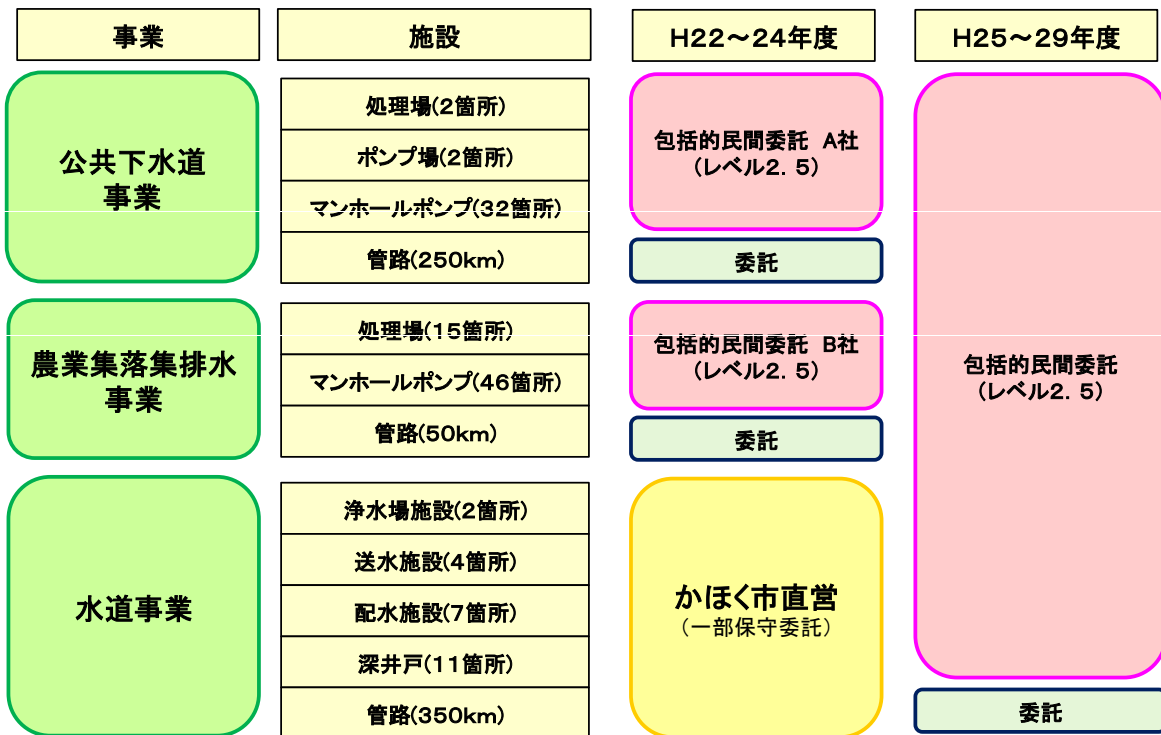 事業
施設
H22～24年度
H25～29年度
公共下水道
事業
処理場(2箇所)
ポンプ場(2箇所)
マンホールポンプ(32箇所)
管路(250km)
包括的民間委託 A社
(レベル2．5)
委託
農業集落集排水
事業
処理場(15箇所)
マンホールポンプ(46箇所)
管路(50km)
包括的民間委託 B社
(レベル2．5)
委託
水道事業
浄水場施設(2箇所)
送水施設(4箇所)
配水施設(7箇所)
深井戸(11箇所)
管路(350km)
かほく市直営
（一部保守委託）
包括的民間委託
(レベル2．5)
委託